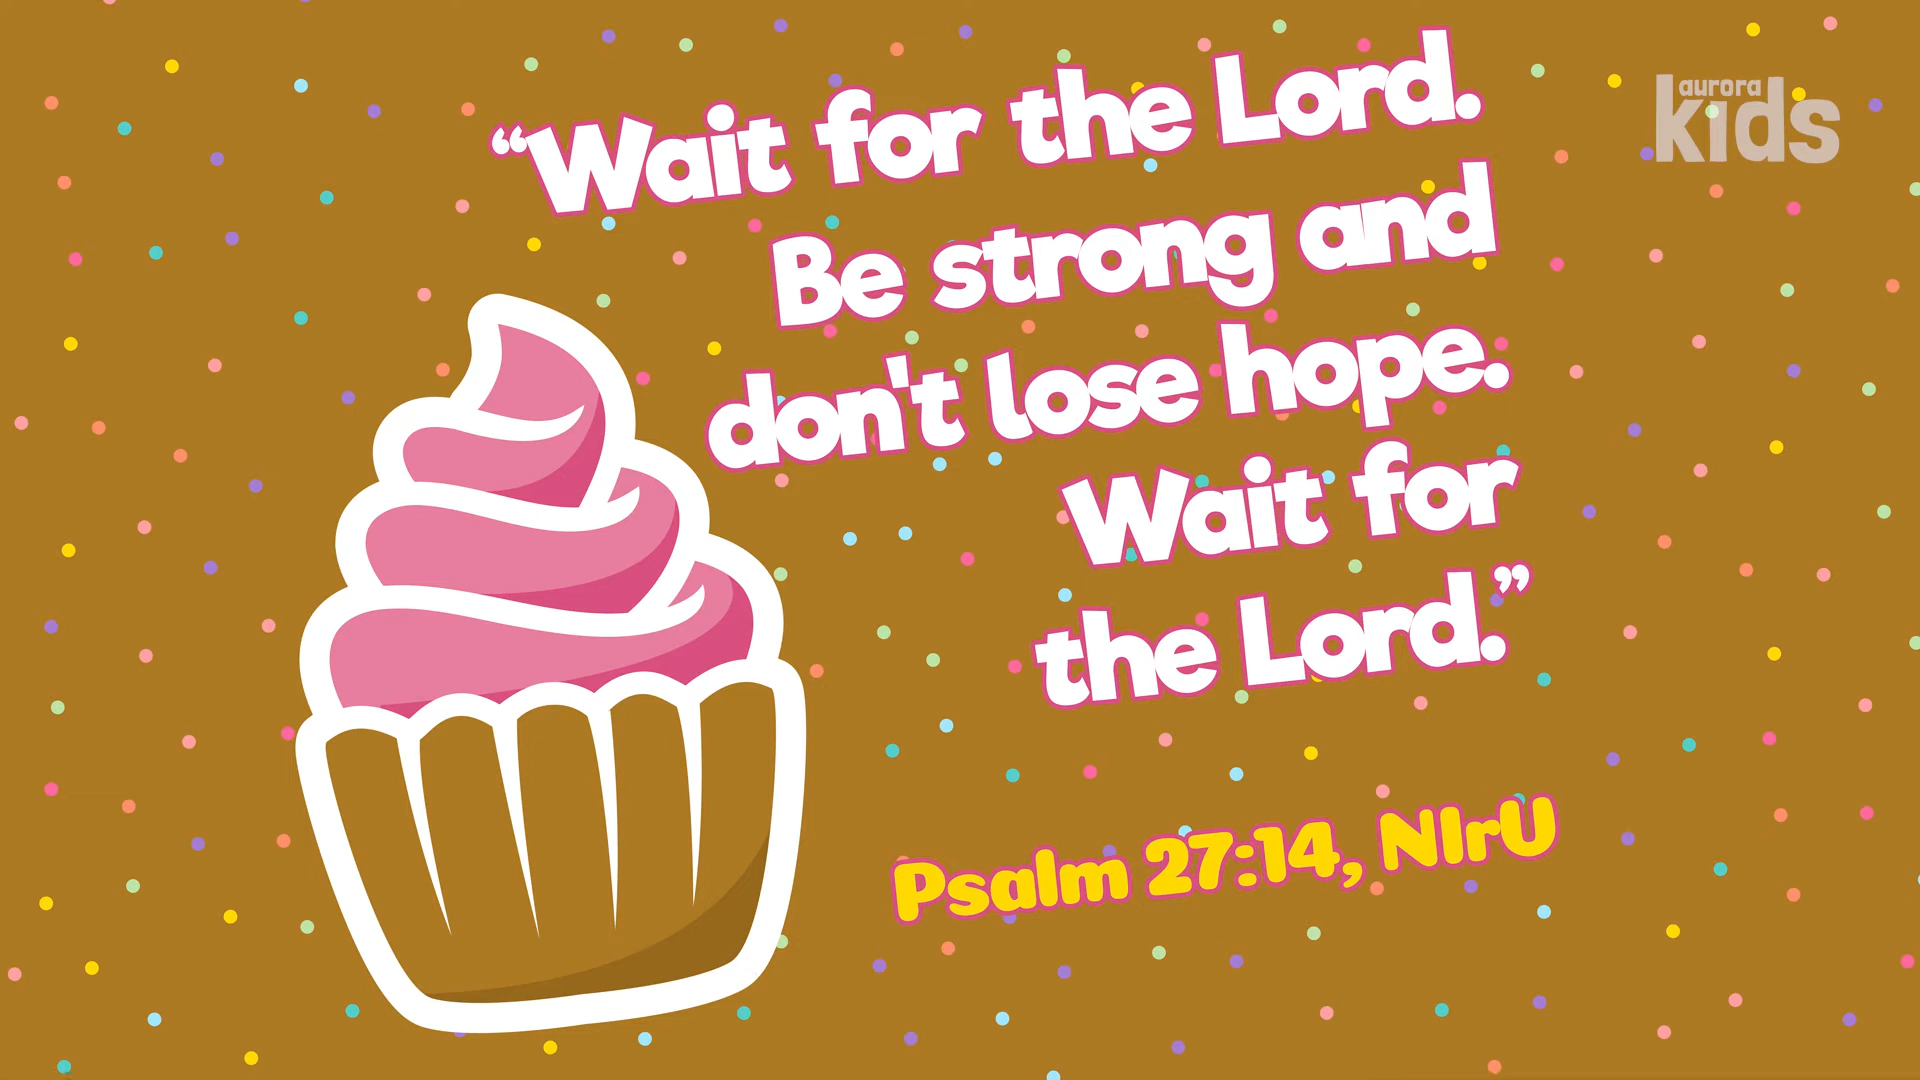 aurora
kids
“Wait for the Lord.
Be strong and
don't lose hope.
Wait for
the Lord.”
Psalm 27:14, NIrU